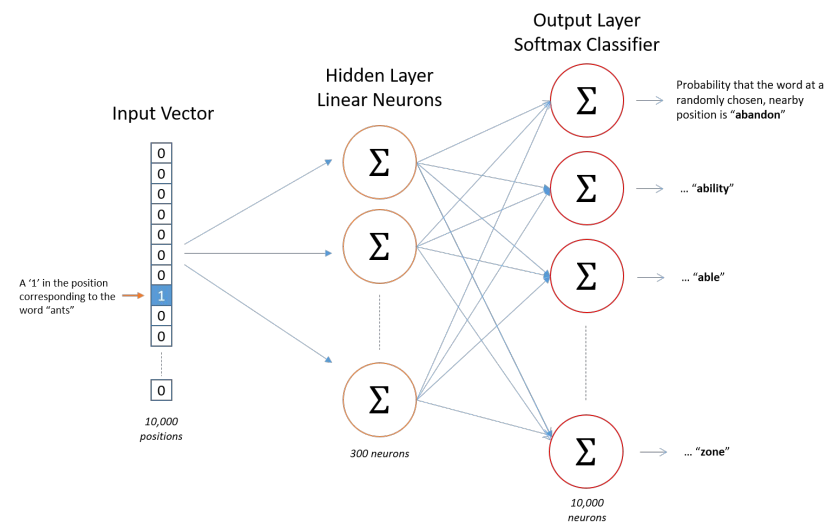 Output Layer
Softmax Classifier
Hidden Layer
Linear Neurons
Input Vector
0
0
0
0
0
0
0
1
0
0
0
A ‘1’ in the position
corresponding to the
word “ants”
10,000
positions
Σ
Σ
Σ
300 neurons
Σ
Σ
Σ
Σ
10,000
neurons
Probability that the word at a
randomly chosen, nearby
position is “abandon”
... “ability”
... “able”
... “zone”